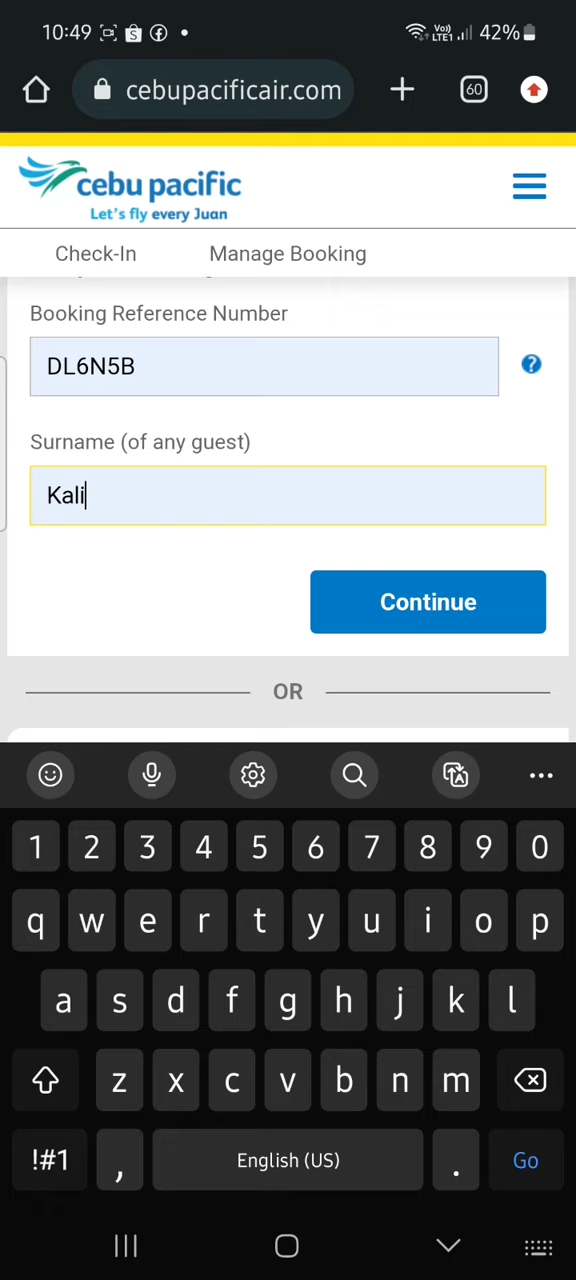 10:49 Vo) LTE1 42%
cebupacificair.com 60
cebu pacific
Let's fly every Juan
Check-In Manage Booking
Booking Reference Number
DL6N5B ?
Surname (of any guest)
Kali
Continue
OR
1 2 3 4 5 6 7 8 9 0
q w e r t y u i o p
a s d f g h j k l
z x c v b n m
!#1 , English (US) . Go